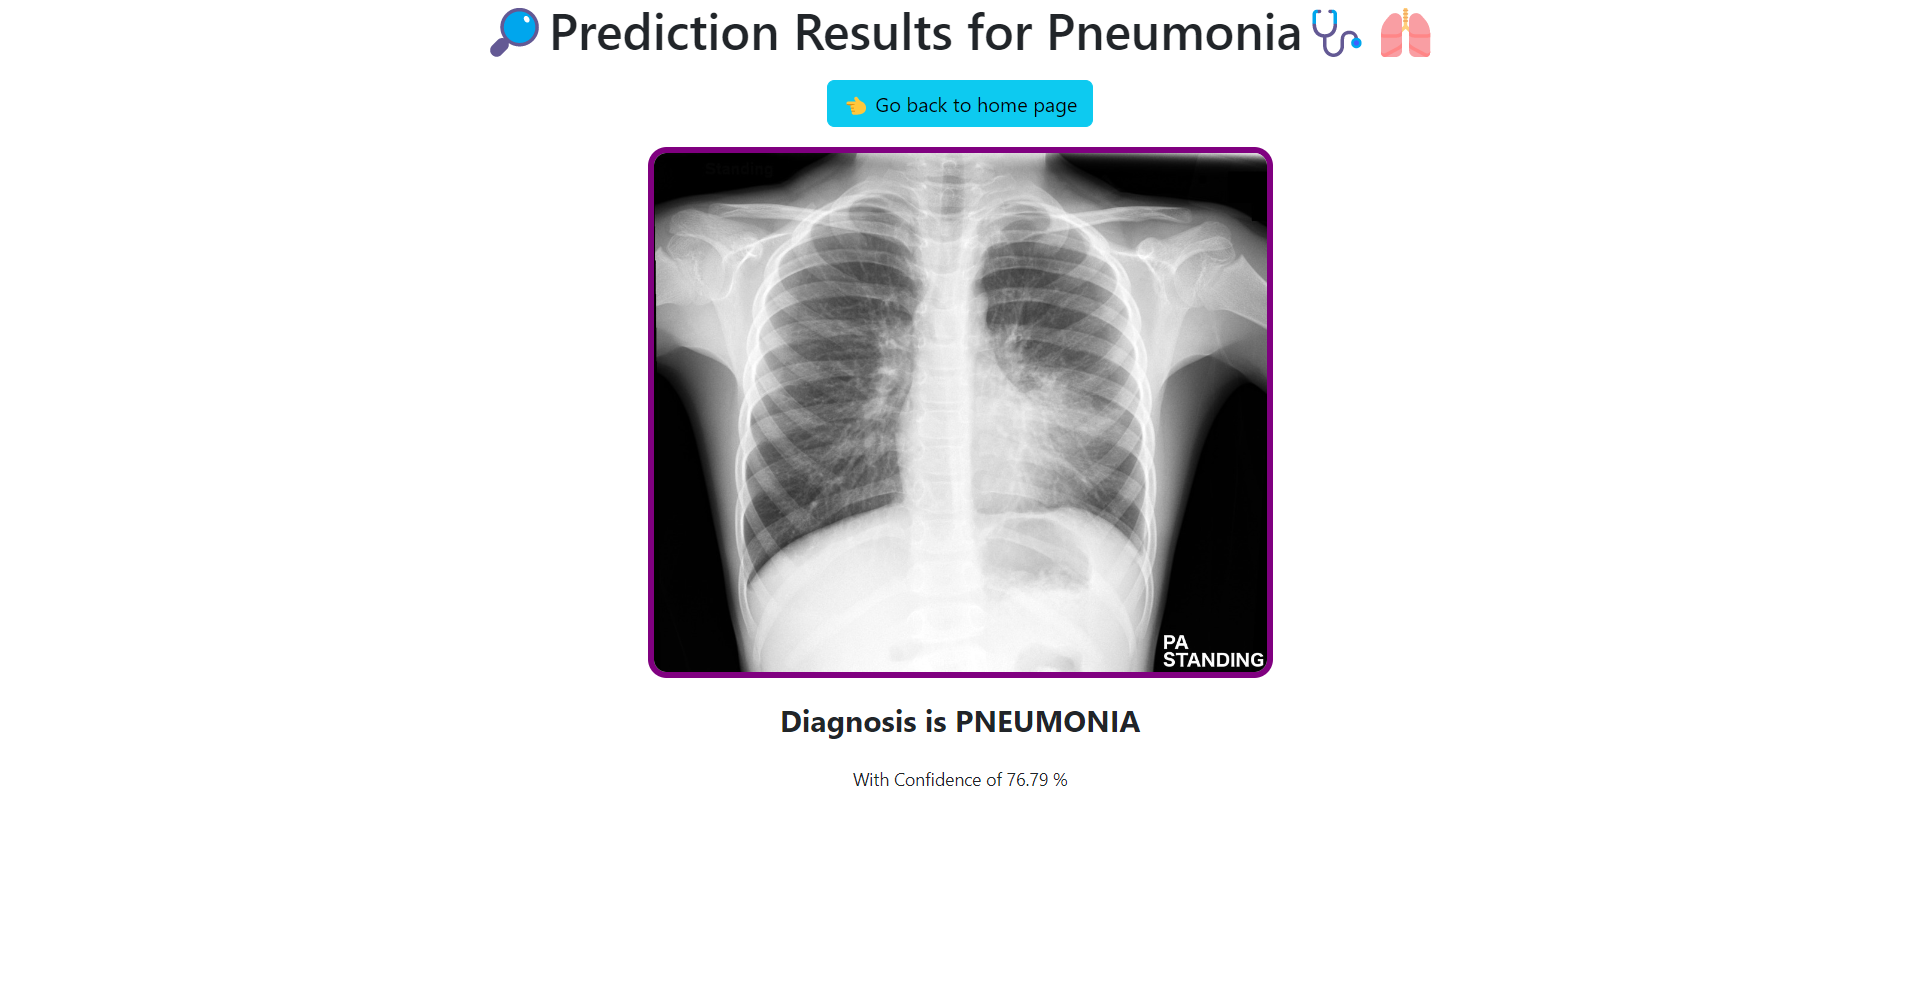 Prediction Results for Pneumonia
Go back to home page
Standing
PA
STANDING
Diagnosis is PNEUMONIA
With Confidence of 76.79 %